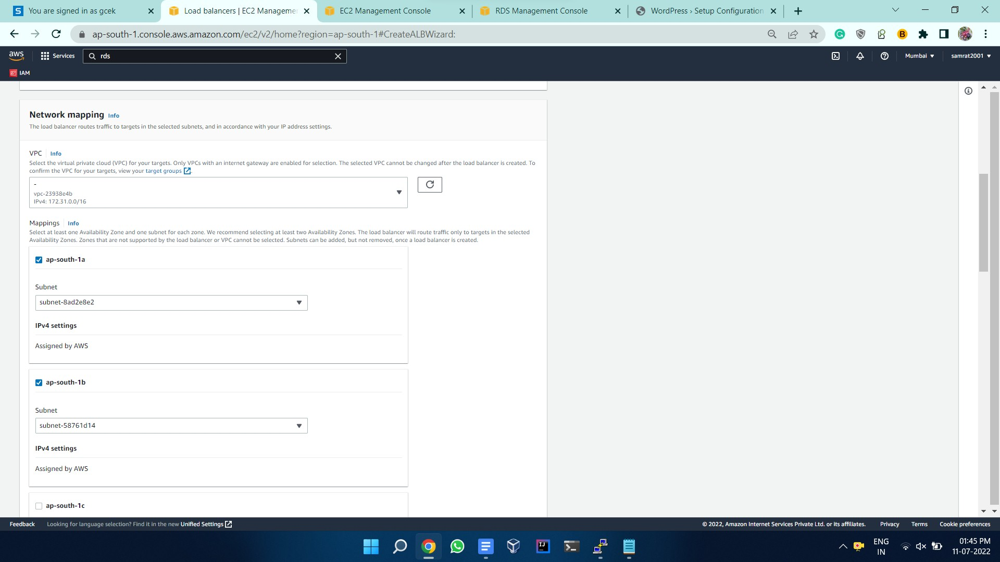 You are signed in as gcek
Load balancers | EC2 Managemen
EC2 Management Console
RDS Management Console
WordPress › Setup Configuration
ap-south-1.console.aws.amazon.com/ec2/v2/home?region=ap-south-1#CreateALBWizard:
aws
Services
rds
Mumbai
samrat2001
IAM
Network mapping Info
The load balancer routes traffic to targets in the selected subnets, and in accordance with your IP address settings.
VPC Info
Select the virtual private cloud (VPC) for your targets. Only VPCs with an internet gateway are enabled for selection. The selected VPC cannot be changed after the load balancer is created. To
confirm the VPC for your targets, view your target groups.
-
vpc-23938e4b
IPv4: 172.31.0.0/16
Mappings Info
Select at least one Availability Zone and one subnet for each zone. We recommend selecting at least two Availability Zones. The load balancer will route traffic only to targets in the selected
Availability Zones. Zones that are not supported by the load balancer or VPC cannot be selected. Subnets can be added, but not removed, once a load balancer is created.
ap-south-1a
Subnet
subnet-8ad2e8e2
IPv4 settings
Assigned by AWS
ap-south-1b
Subnet
subnet-58761d14
IPv4 settings
Assigned by AWS
ap-south-1c
Feedback
Looking for language selection? Find it in the new Unified Settings
© 2022, Amazon Internet Services Private Ltd. or its affiliates.
Privacy
Terms
Cookie preferences
ENG
IN
01:45 PM
11-07-2022